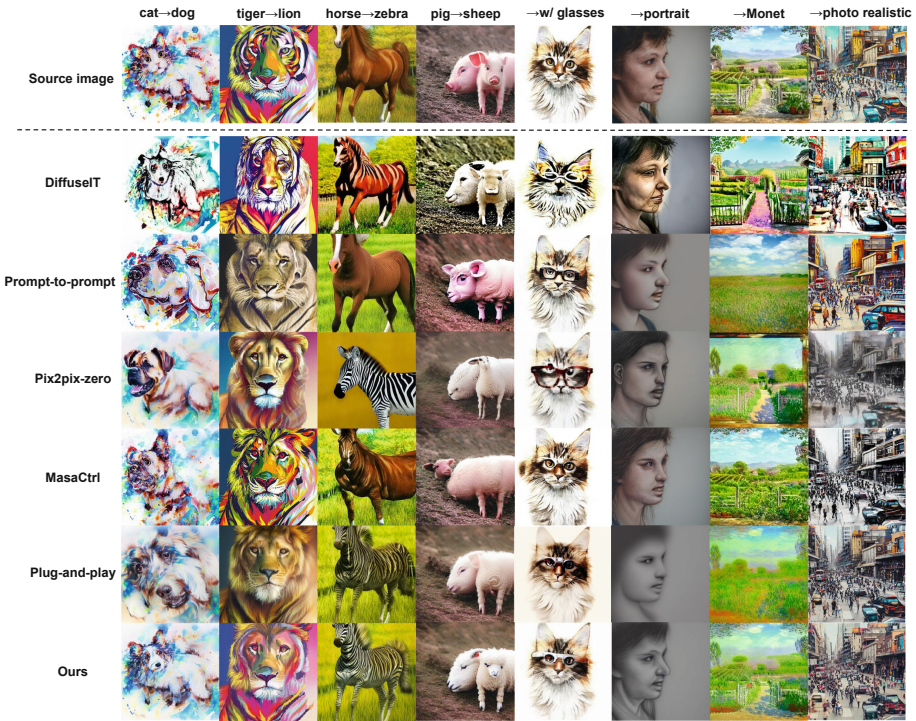 cat→dog tiger→lion horse→zebra pig→sheep →w/ glasses →portrait →Monet →photo realistic
Source image
DiffuseIT
Prompt-to-prompt
Pix2pix-zero
MasaCtrl
Plug-and-play
Ours